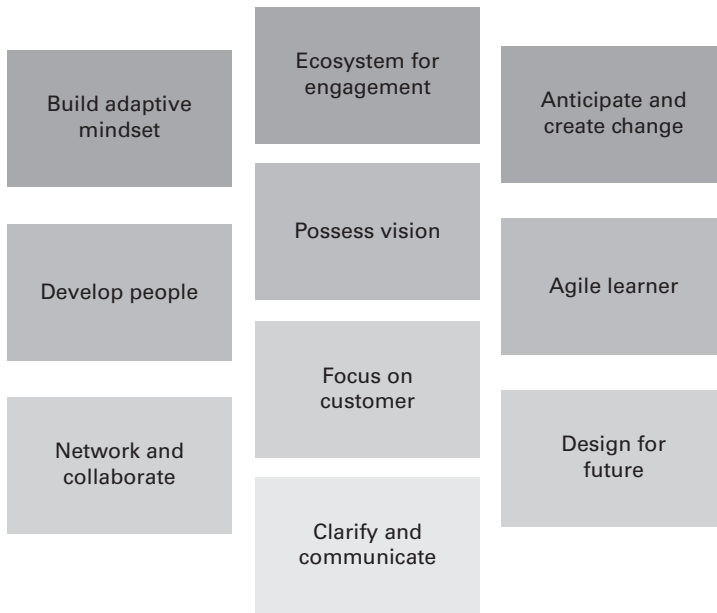 Build adaptive
mindset
Ecosystem for
engagement
Anticipate and
create change
Develop people
Possess vision
Agile learner
Network and
collaborate
Focus on
customer
Design for
future
Clarify and
communicate